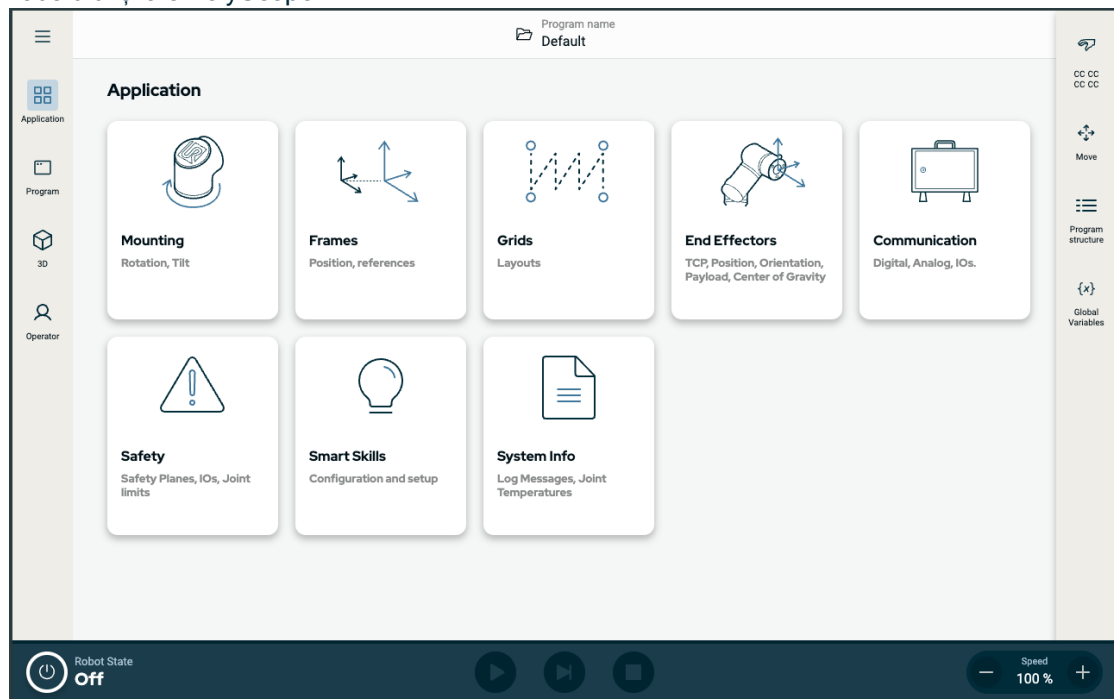 Program name
Default
Application
Program
3D
Operator
Application
Mounting
Rotation, Tilt
Frames
Position, references
Grids
Layouts
End Effectors
TCP, Position, Orientation,
Payload, Center of Gravity
Communication
Digital, Analog, IOs.
Safety
Safety Planes, IOs, Joint
limits
Smart Skills
Configuration and setup
System Info
Log Messages, Joint
Temperatures
CC CC
CC CC
Move
Program
structure
{x}
Global
Variables
Robot State
Off
Speed
100 %